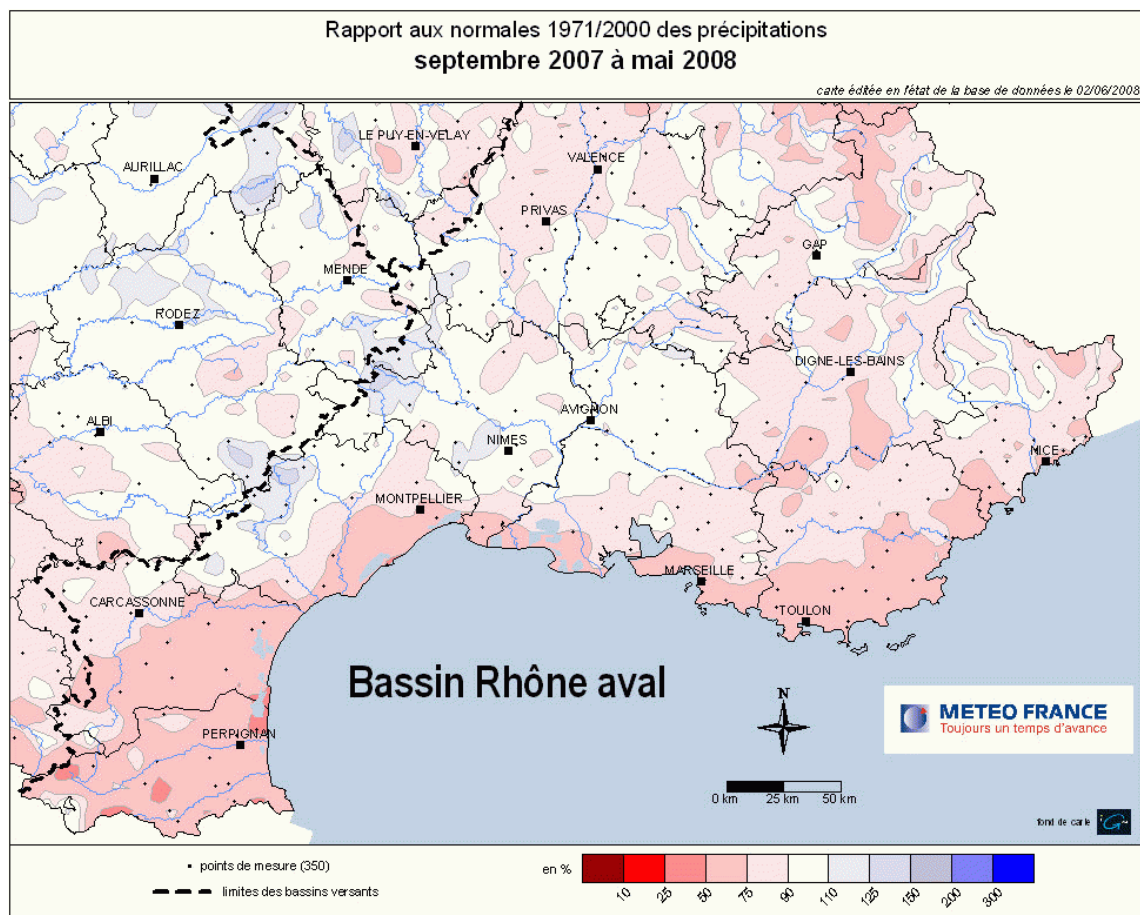 Rapport aux normales 1971/2000 des précipitations
septembre 2007 à mai 2008
carte éditée en l'état de la base de données le 02/06/2008
LE PUY-EN-VELAY
AURILLAC
VALENCE
PRIVAS
GAP
MENDE
RODEZ
DIGNE-LES-BAINS
ALBI
AVIGNON
NIMES
NICE
MONTPELLIER
MARSEILLE
CARCASSONNE
TOULON
Bassin Rhône aval
N
METEO FRANCE
Toujours un temps d'avance
PERPIGNAN
0 km 25 km 50 km
fond de carte
points de mesure (350)
limites des bassins versants
en %
10 25 50 75 90 110 125 150 200 300